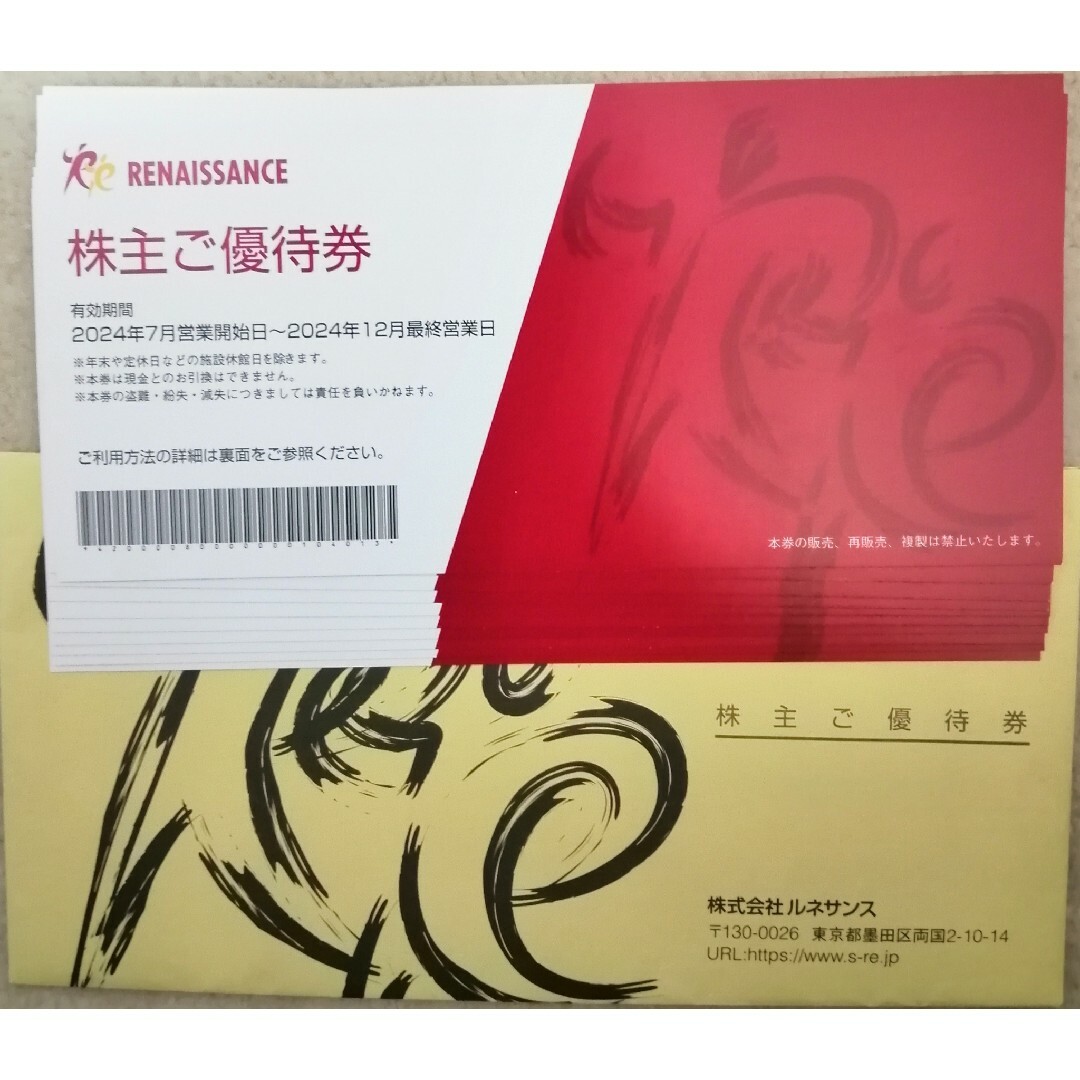 RENAISSANCE
株主ご優待券
有効期間
2024年7月営業開始日～2024年12月最終営業日
※年末や定休日などの施設休館日を除きます。
※本券は現金とのお引換はできません。
※本券の盗難・紛失・滅失につきましては責任を負いかねます。
ご利用方法の詳細は裏面をご参照ください。
本券の販売、再販売、複製は禁止いたします。
株主ご優待券
株式会社ルネサンス
〒130-0026 東京都墨田区両国2-10-14
URL:https://www.s-re.jp